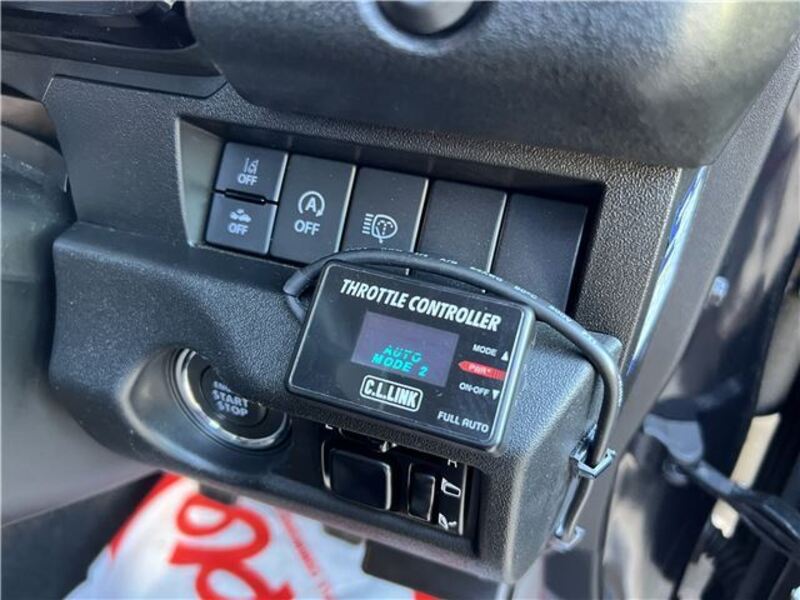 OFF
OFF
A
OFF
THROTTLE CONTROLLER
AUTO
MODE 2
MODE ▲
PWR
ON-OFF ▼
C.L.LINK
FULL AUTO
START
STOP